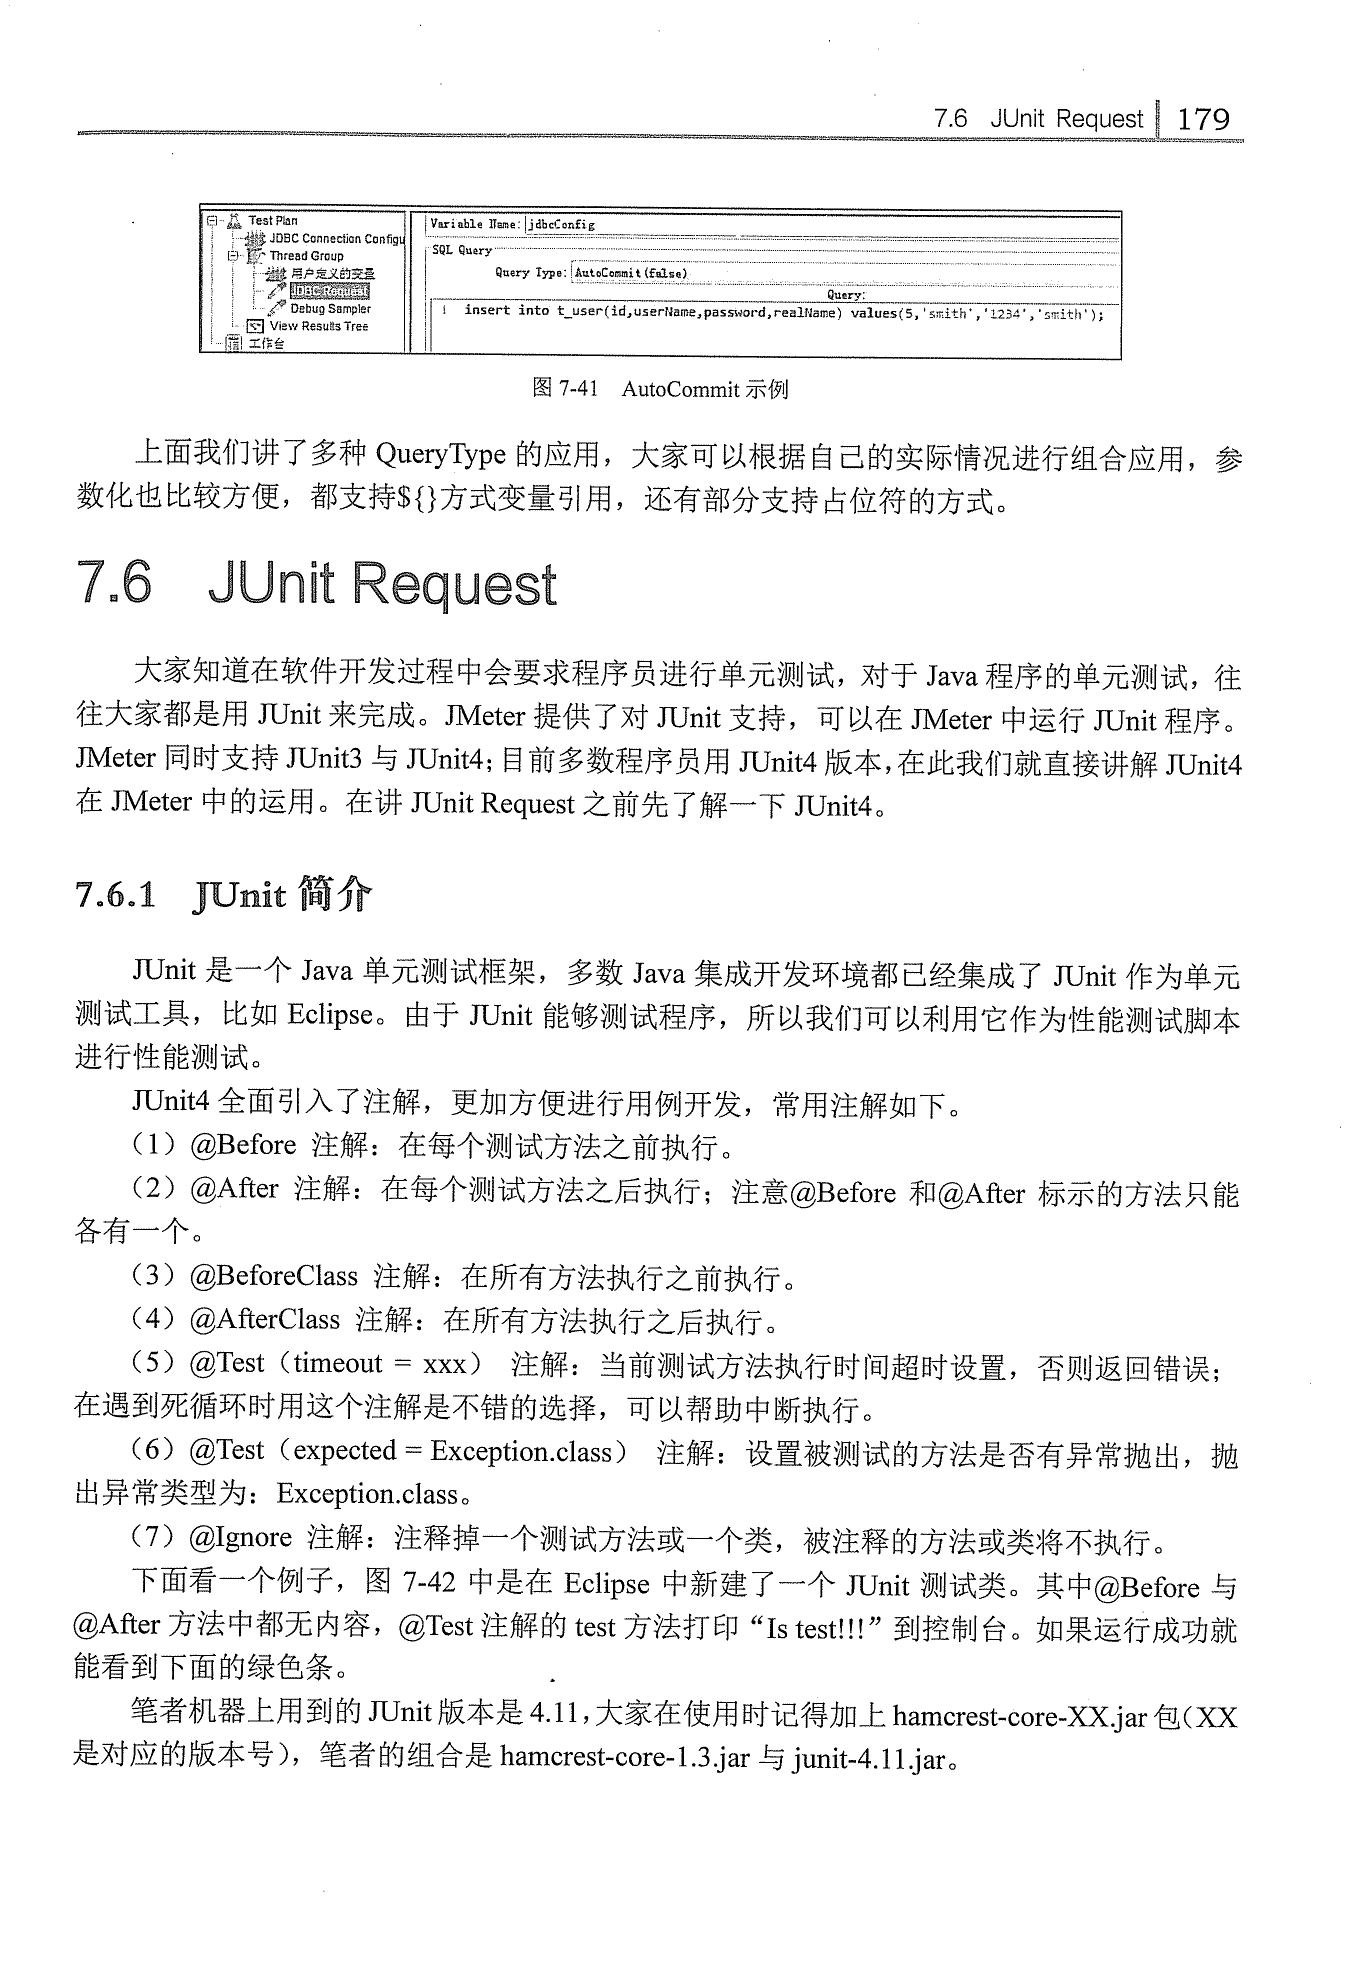 7.6 JUnit Request 179
Test Plan
JDBC Connection Configu
Thread Group
用户定义的变量
JDBC Request
Debug Sampler
View Results Tree
工作台
Variable Name: jdbcConfig
SQL Query
Query Type: AutoCommit(false)
Query:
1 insert into t_user(id,userName,password,realName) values(5,'smith','1234','smith');
图 7-41 AutoCommit 示例
上面我们讲了多种 QueryType 的应用，大家可以根据自己的实际情况进行组合应用，参
数化也比较方便，都支持${}方式变量引用，还有部分支持占位符的方式。
7.6 JUnit Request
大家知道在软件开发过程中会要求程序员进行单元测试，对于 Java 程序的单元测试，往
往大家都是用 JUnit 来完成。JMeter 提供了对 JUnit 支持，可以在 JMeter 中运行 JUnit 程序。
JMeter 同时支持 JUnit3 与 JUnit4；目前多数程序员用 JUnit4 版本，在此我们就直接讲解 JUnit4
在 JMeter 中的运用。在讲 JUnit Request 之前先了解一下 JUnit4。
7.6.1 JUnit 简介
JUnit 是一个 Java 单元测试框架，多数 Java 集成开发环境都已经集成了 JUnit 作为单元
测试工具，比如 Eclipse。由于 JUnit 能够测试程序，所以我们可以利用它作为性能测试脚本
进行性能测试。
JUnit4 全面引入了注解，更加方便进行用例开发，常用注解如下。
（1）@Before 注解：在每个测试方法之前执行。
（2）@After 注解：在每个测试方法之后执行；注意@Before 和@After 标示的方法只能
各有一个。
（3）@BeforeClass 注解：在所有方法执行之前执行。
（4）@AfterClass 注解：在所有方法执行之后执行。
（5）@Test（timeout = xxx） 注解：当前测试方法执行时间超时设置，否则返回错误；
在遇到死循环时用这个注解是不错的选择，可以帮助中断执行。
（6）@Test（expected = Exception.class） 注解：设置被测试的方法是否有异常抛出，抛
出异常类型为：Exception.class。
（7）@Ignore 注解：注释掉一个测试方法或一个类，被注释的方法或类将不执行。
下面看一个例子，图 7-42 中是在 Eclipse 中新建了一个 JUnit 测试类。其中@Before 与
@After 方法中都无内容，@Test 注解的 test 方法打印“Is test!!!”到控制台。如果运行成功就
能看到下面的绿色条。
笔者机器上用到的 JUnit 版本是 4.11，大家在使用时记得加上 hamcrest-core-XX.jar 包（XX
是对应的版本号），笔者的组合是 hamcrest-core-1.3.jar 与 junit-4.11.jar。